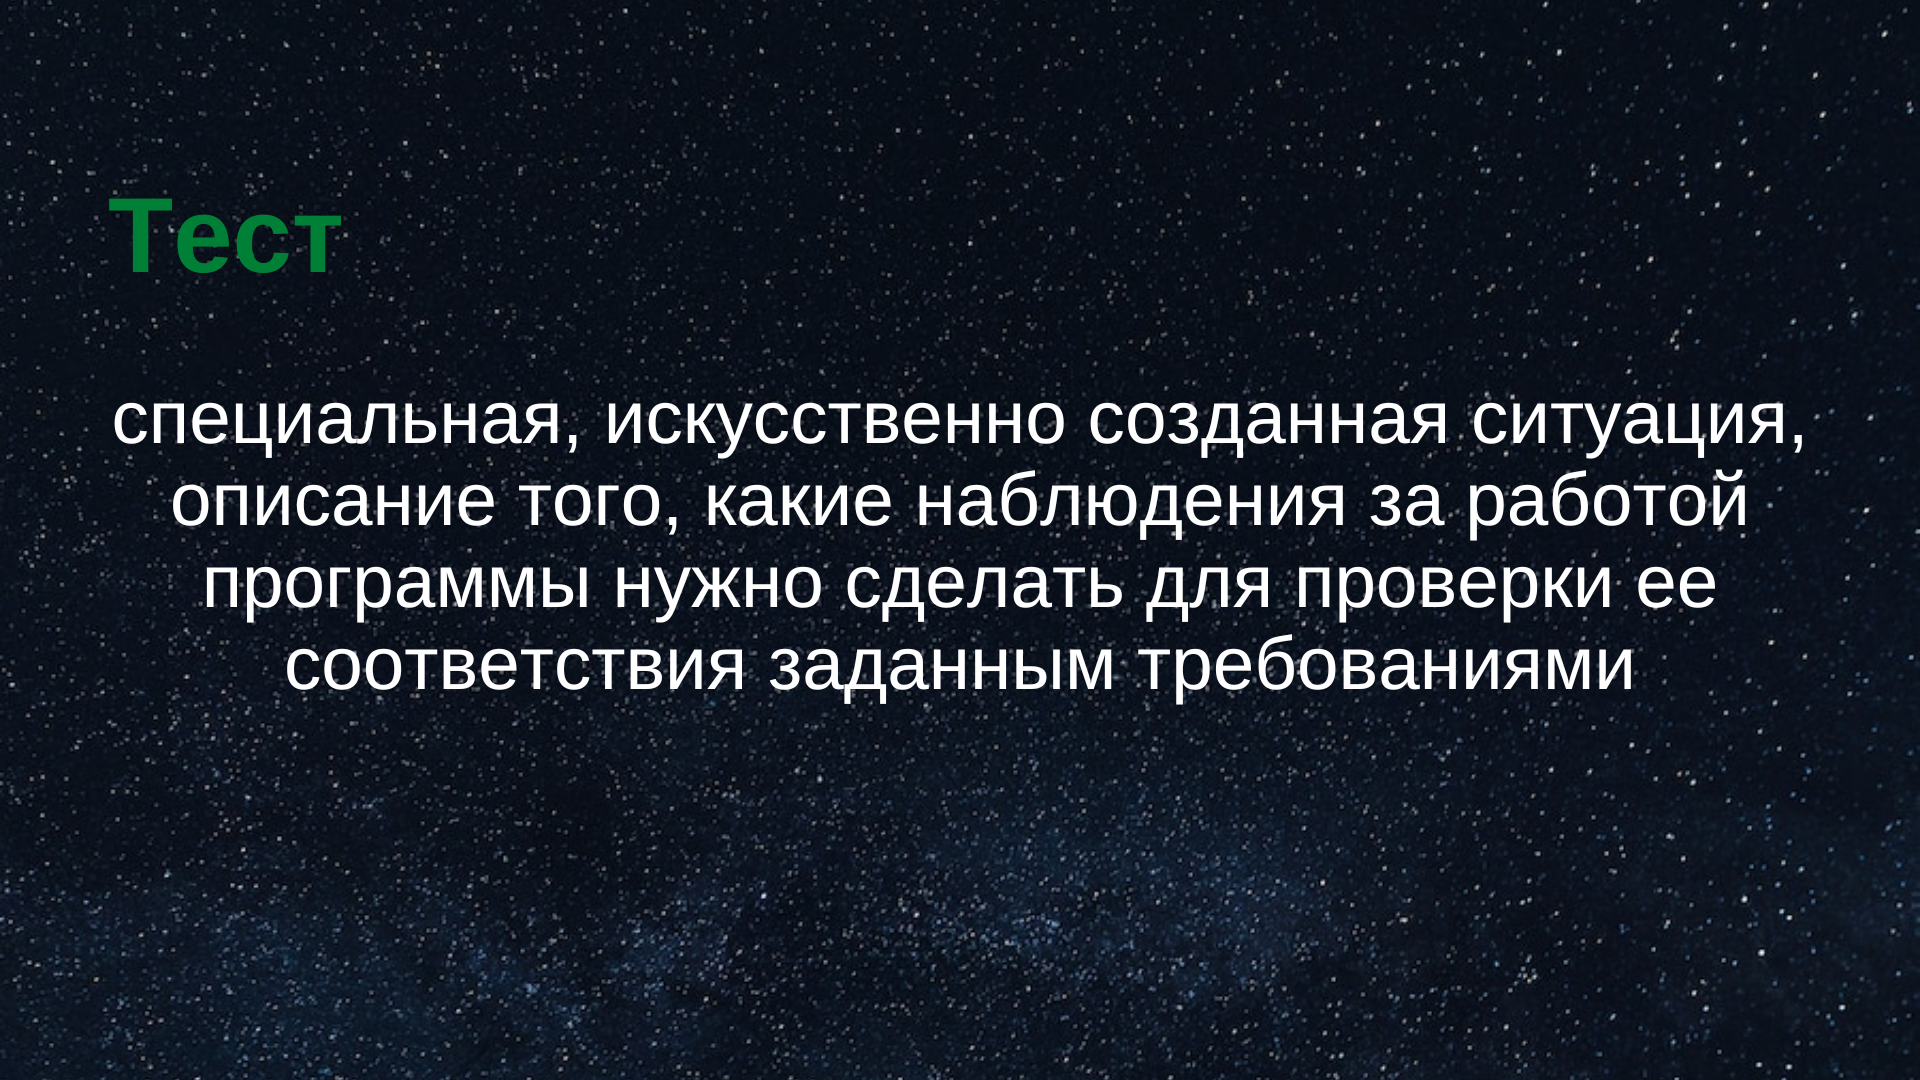 Тест
специальная, искусственно созданная ситуация,
описание того, какие наблюдения за работой
программы нужно сделать для проверки ее
соответствия заданным требованиями